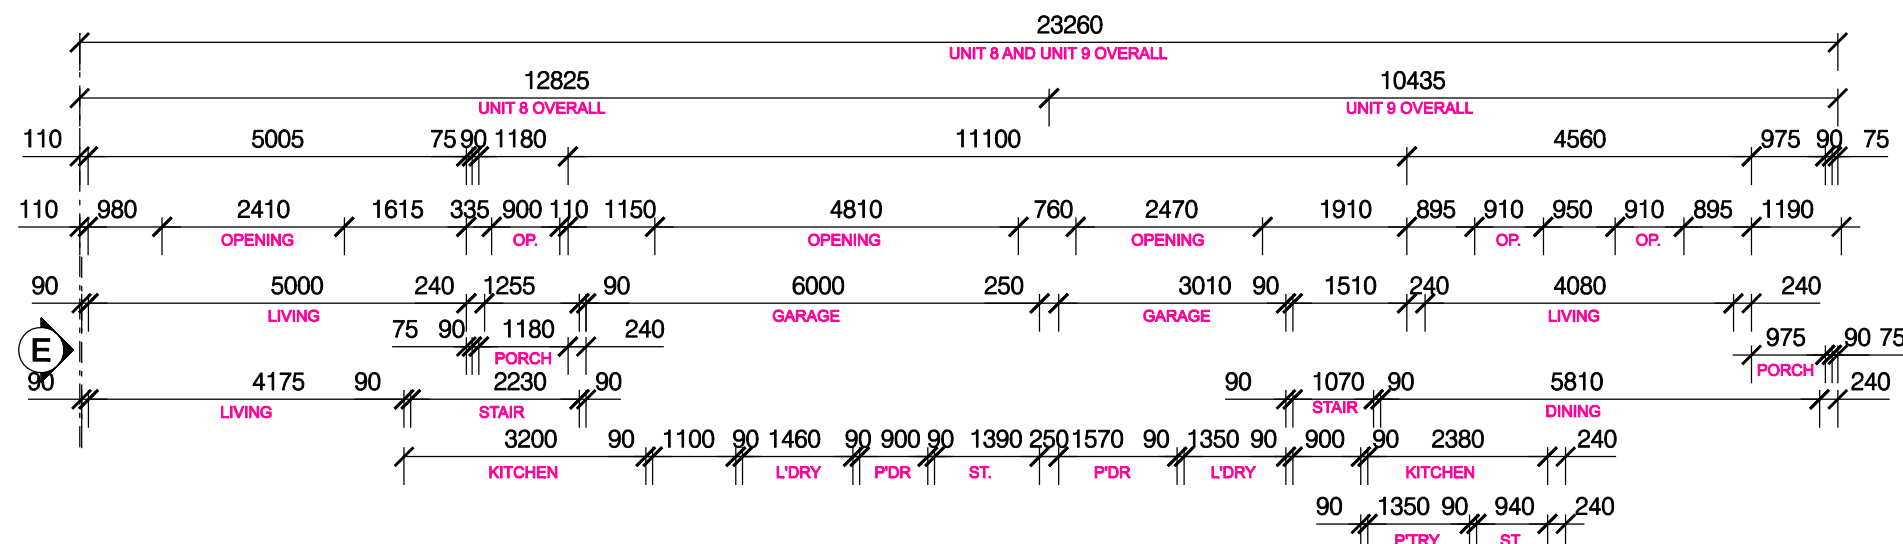 23260
UNIT 8 AND UNIT 9 OVERALL
12825 10435
UNIT 8 OVERALL UNIT 9 OVERALL
110 5005 75 90 1180 11100 4560 975 90 75
110 980 2410 1615 335 900 110 1150 4810 760 2470 1910 895 910 950 910 895 1190
OPENING OP. OPENING OPENING OP. OP.
90 5000 240 1255 90 6000 250 3010 90 1510 240 4080 240
LIVING GARAGE GARAGE LIVING
75 90 1180 240 975 90 75
E PORCH PORCH
90 4175 90 2230 90 90 1070 90 5810 240
LIVING STAIR STAIR DINING
3200 90 1100 90 1460 90 900 90 1390 250 1570 90 1350 90 900 90 2380 240
KITCHEN L'DRY P'DR ST. P'DR L'DRY KITCHEN
90 1350 90 940 240
P'TRY ST